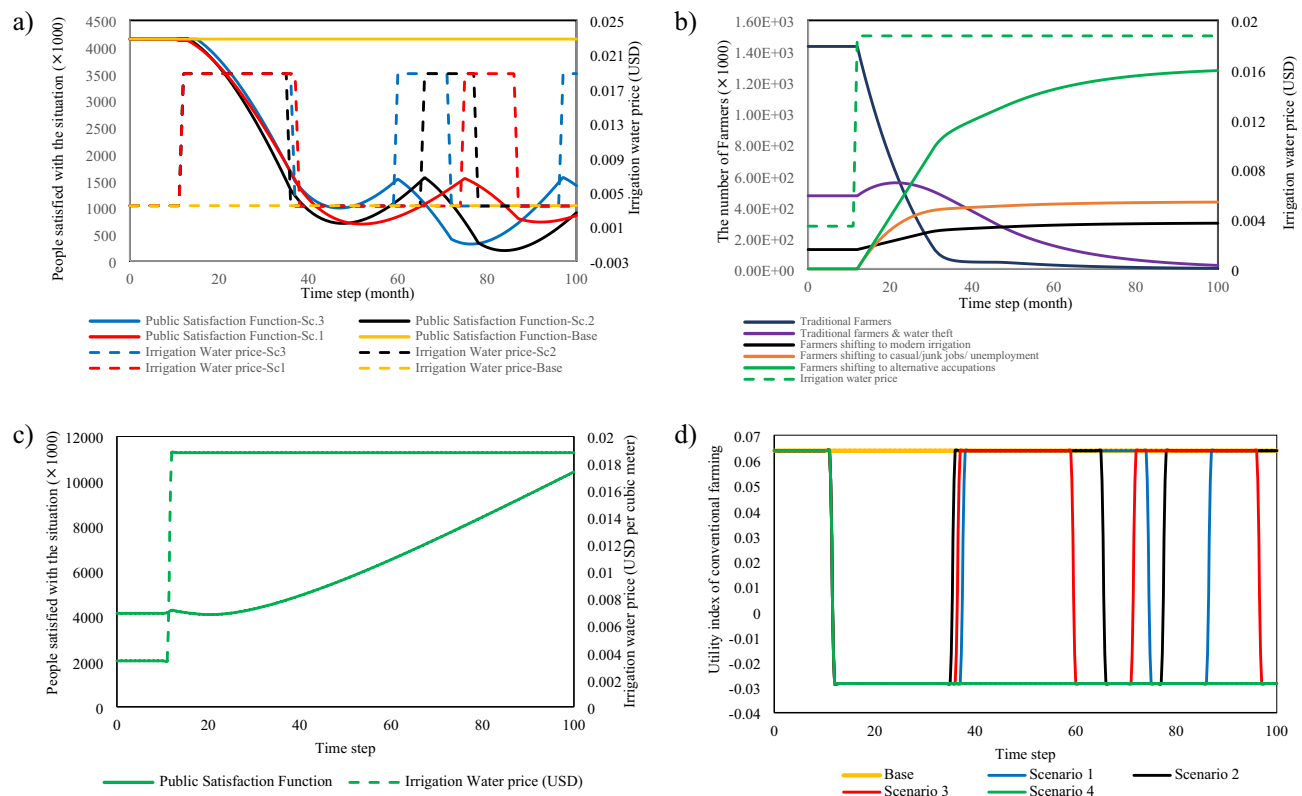 a)
People satisfied with the situation (×1000)
4500
4000
3500
3000
2500
2000
1500
1000
500
0
0.025
0.021
0.017
0.013
0.009
0.005
0.001
-0.003
Irrigation water price (USD)
0 20 40 60 80 100
Time step (month)
Public Satisfaction Function-Sc.3
Public Satisfaction Function-Sc.2
Public Satisfaction Function-Sc.1
Public Satisfaction Function-Base
Irrigation Water price-Sc3
Irrigation Water price-Sc2
Irrigation Water price-Sc1
Irrigation Water price-Base
b)
The number of Farmers (×1000)
1.60E+03
1.40E+03
1.20E+03
1.00E+03
8.00E+02
6.00E+02
4.00E+02
2.00E+02
0.00E+00
0.02
0.016
0.012
0.008
0.004
0
Irrigation water price (USD)
0 20 40 60 80 100
Time step (month)
Traditional Farmers
Traditional farmers & water theft
Farmers shifting to modern irrigation
Farmers shifting to casual/junk jobs/ unemployment
Farmers shifting to alternative accupations
Irrigation water price
c)
People satisfied with the situation (×1000)
12000
10000
8000
6000
4000
2000
0
0.02
0.018
0.016
0.014
0.012
0.01
0.008
0.006
0.004
0.002
0
Irrigation water price (USD per cubic meter)
0 20 40 60 80 100
Time step
Public Satisfaction Function
Irrigation Water price (USD)
d)
Utility index of conventional farming
0.07
0.06
0.05
0.04
0.03
0.02
0.01
0
-0.01
-0.02
-0.03
-0.04
0 20 40 60 80 100
Time step
Base
Scenario 1
Scenario 2
Scenario 3
Scenario 4